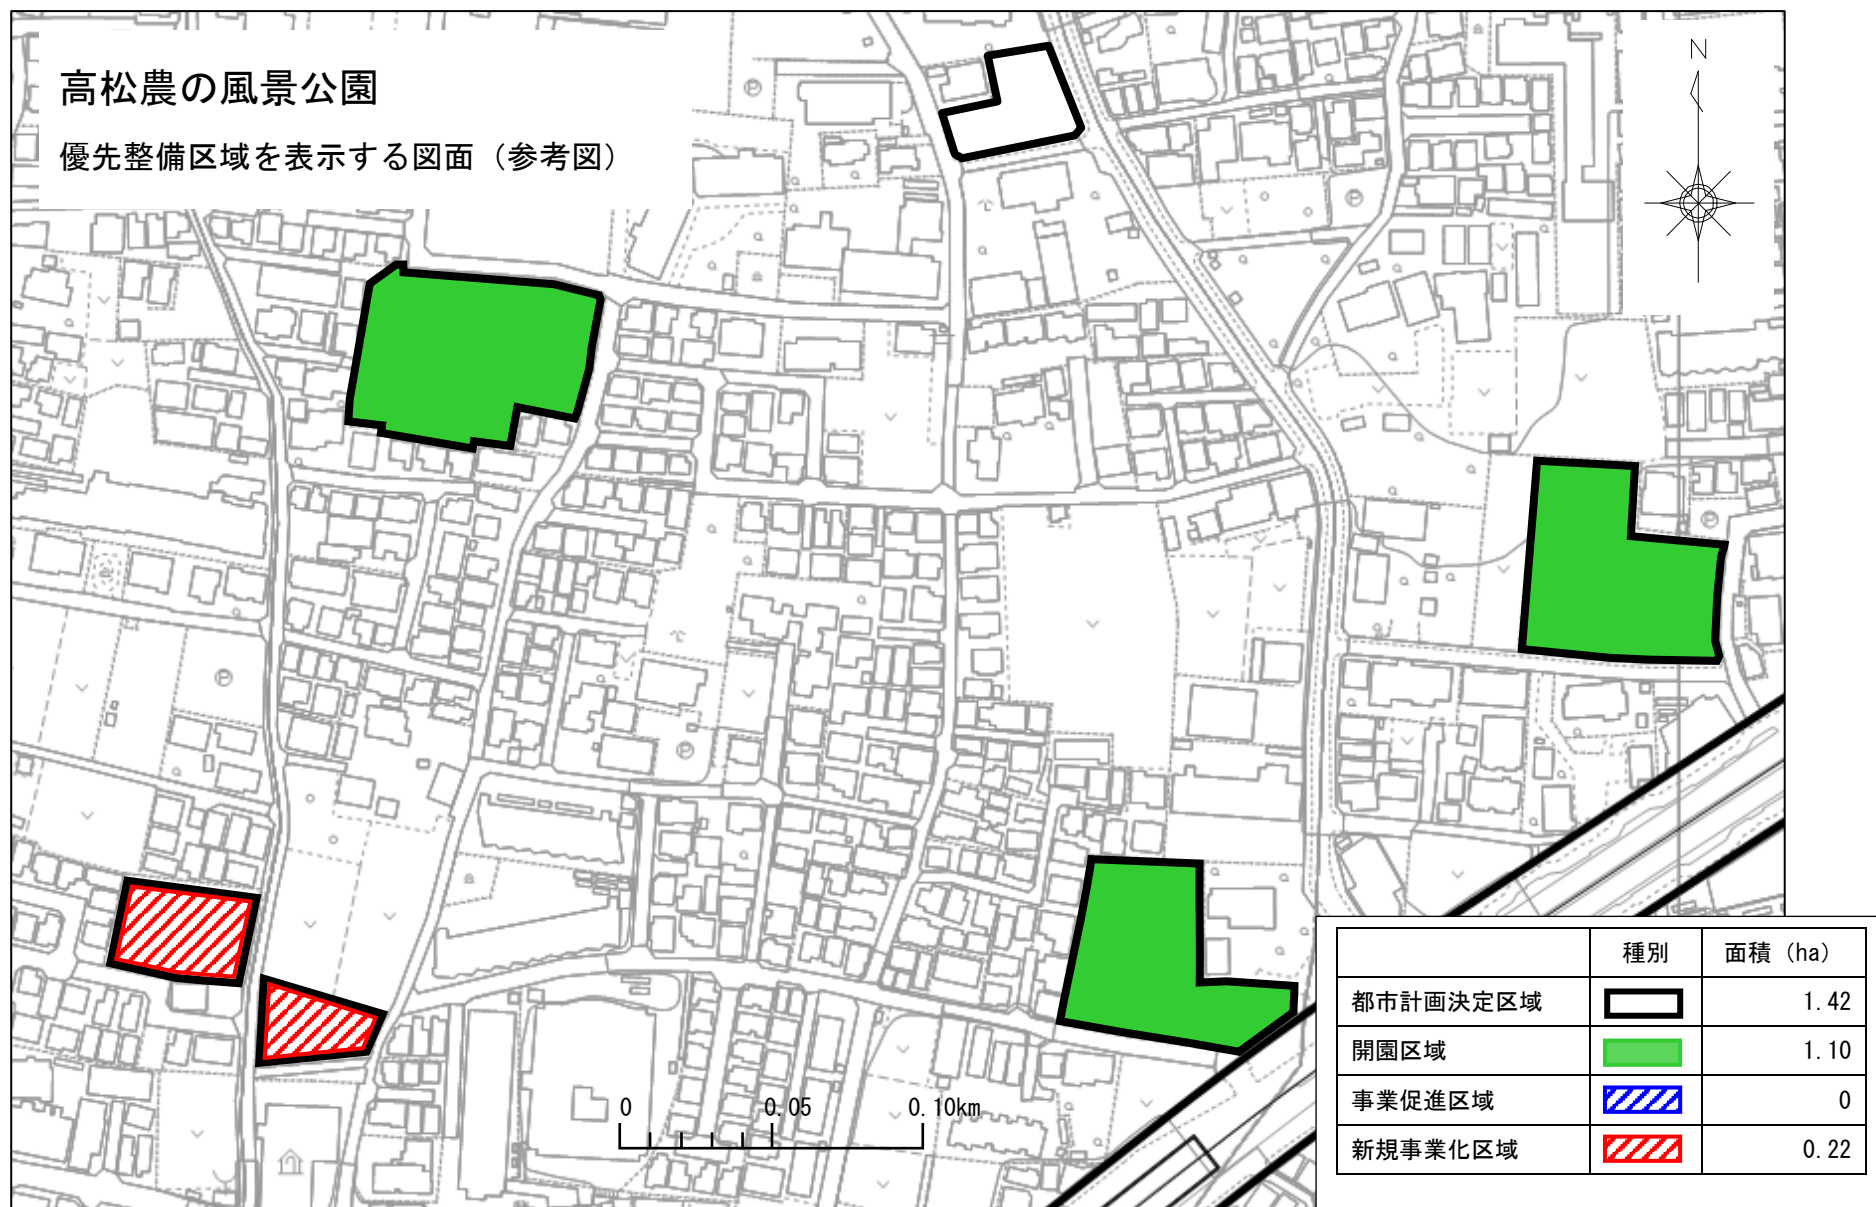 高松農の風景公園
優先整備区域を表示する図面（参考図）
N
0 0.05 0.10km
種別 面積（ha）
都市計画決定区域 1.42
開園区域 1.10
事業促進区域 0
新規事業化区域 0.22